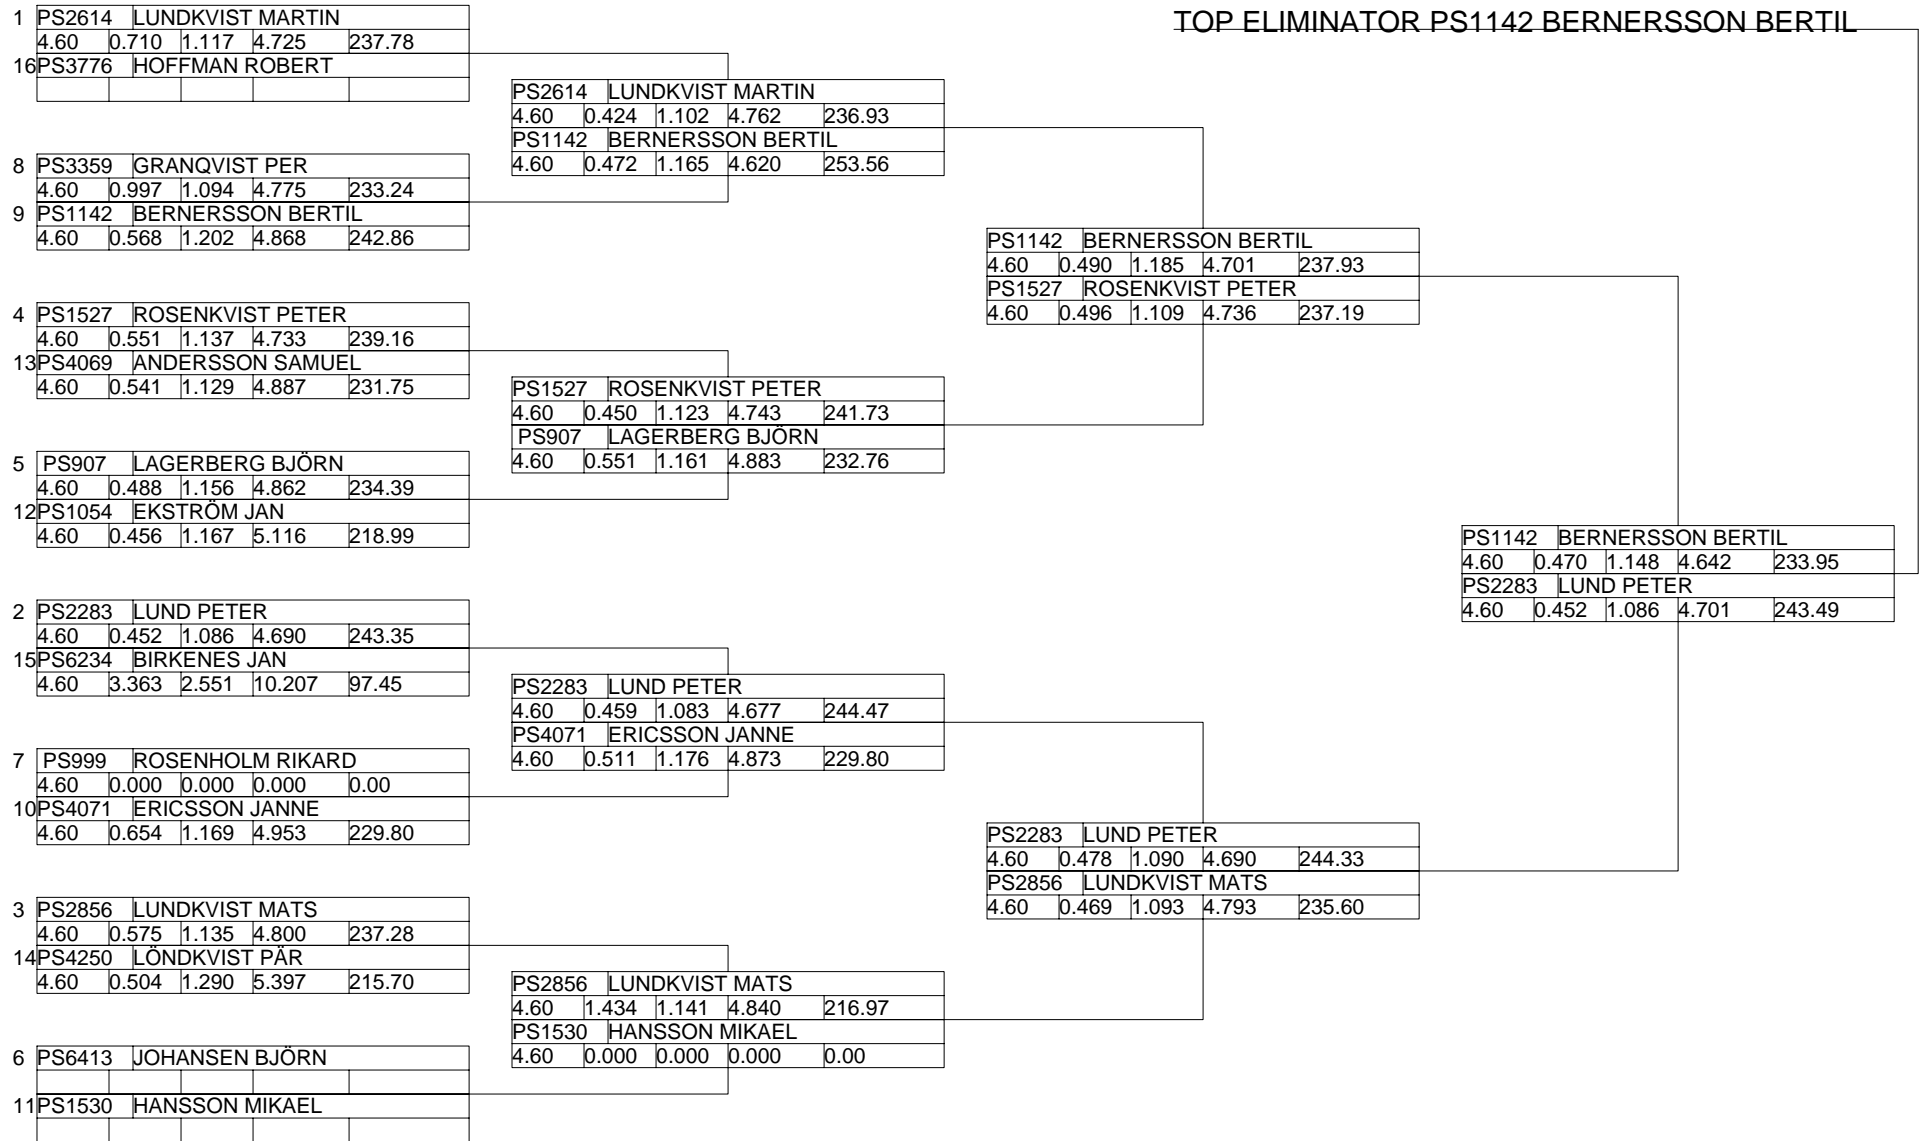 TOP ELIMINATOR PS1142 BERNERSSON BERTIL
1 PS2614 LUNDKVIST MARTIN
4.60 0.710 1.117 4.725 237.78
16 PS3776 HOFFMAN ROBERT
8 PS3359 GRANQVIST PER
4.60 0.997 1.094 4.775 233.24
9 PS1142 BERNERSSON BERTIL
4.60 0.568 1.202 4.868 242.86
4 PS1527 ROSENKVIST PETER
4.60 0.551 1.137 4.733 239.16
13 PS4069 ANDERSSON SAMUEL
4.60 0.541 1.129 4.887 231.75
5 PS907 LAGERBERG BJÖRN
4.60 0.488 1.156 4.862 234.39
12 PS1054 EKSTRÖM JAN
4.60 0.456 1.167 5.116 218.99
2 PS2283 LUND PETER
4.60 0.452 1.086 4.690 243.35
15 PS6234 BIRKENES JAN
4.60 3.363 2.551 10.207 97.45
7 PS999 ROSENHOLM RIKARD
4.60 0.000 0.000 0.000 0.00
10 PS4071 ERICSSON JANNE
4.60 0.654 1.169 4.953 229.80
3 PS2856 LUNDKVIST MATS
4.60 0.575 1.135 4.800 237.28
14 PS4250 LÖNDKVIST PÄR
4.60 0.504 1.290 5.397 215.70
6 PS6413 JOHANSEN BJÖRN
11 PS1530 HANSSON MIKAEL
PS2614 LUNDKVIST MARTIN
4.60 0.424 1.102 4.762 236.93
PS1142 BERNERSSON BERTIL
4.60 0.472 1.165 4.620 253.56
PS1527 ROSENKVIST PETER
4.60 0.450 1.123 4.743 241.73
PS907 LAGERBERG BJÖRN
4.60 0.551 1.161 4.883 232.76
PS2283 LUND PETER
4.60 0.459 1.083 4.677 244.47
PS4071 ERICSSON JANNE
4.60 0.511 1.176 4.873 229.80
PS2856 LUNDKVIST MATS
4.60 1.434 1.141 4.840 216.97
PS1530 HANSSON MIKAEL
4.60 0.000 0.000 0.000 0.00
PS1142 BERNERSSON BERTIL
4.60 0.490 1.185 4.701 237.93
PS1527 ROSENKVIST PETER
4.60 0.496 1.109 4.736 237.19
PS2283 LUND PETER
4.60 0.478 1.090 4.690 244.33
PS2856 LUNDKVIST MATS
4.60 0.469 1.093 4.793 235.60
PS1142 BERNERSSON BERTIL
4.60 0.470 1.148 4.642 233.95
PS2283 LUND PETER
4.60 0.452 1.086 4.701 243.49